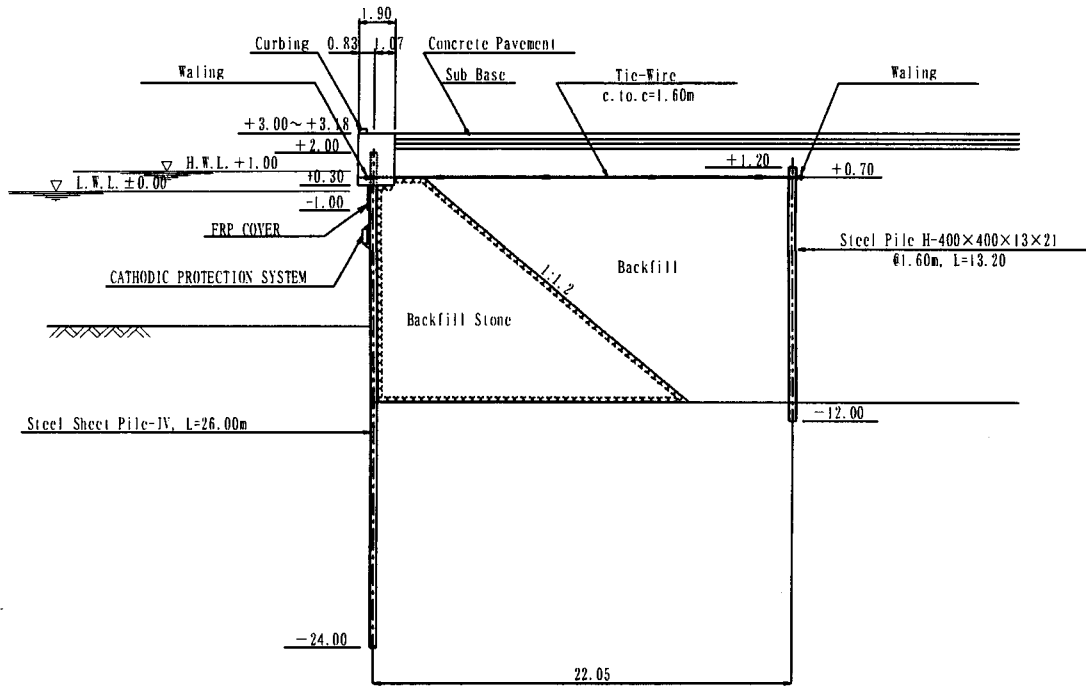 1.90
Curbing 0.83 1.07 Concrete Pavement
Waling Sub Base Tie-Wire Waling
c.to.c=1.60m
+3.00~+3.18
+2.00
H.W.L. +1.00 +1.20
+0.70
L.W.L. ±0.00 +0.30
-1.00
FRP COVER
Steel Pile H-400×400×13×21
@1.60m, L=13.20
Backfill
1:1.2
CATHODIC PROTECTION SYSTEM
Backfill Stone
-12.00
Steel Sheet Pile-IV, L=26.00m
-24.00
22.05